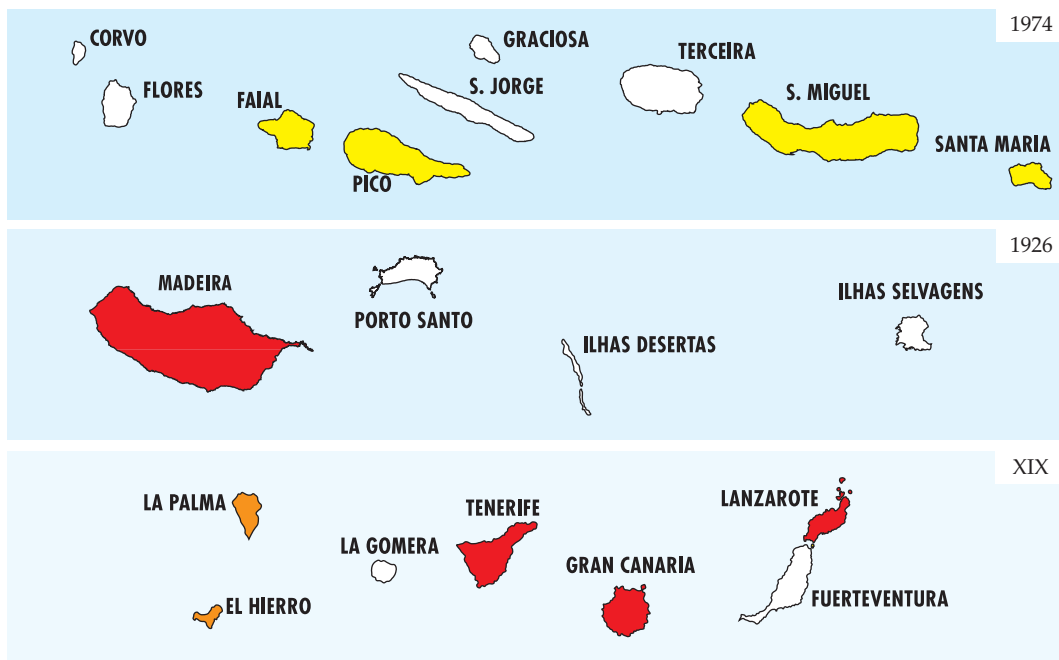 1974
CORVO
GRACIOSA
TERCEIRA
FLORES
S. JORGE
FAIAL
S. MIGUEL
SANTA MARIA
PICO
1926
MADEIRA
PORTO SANTO
ILHAS SELVAGENS
ILHAS DESERTAS
XIX
LA PALMA
TENERIFE
LANZAROTE
LA GOMERA
GRAN CANARIA
EL HIERRO
FUERTEVENTURA